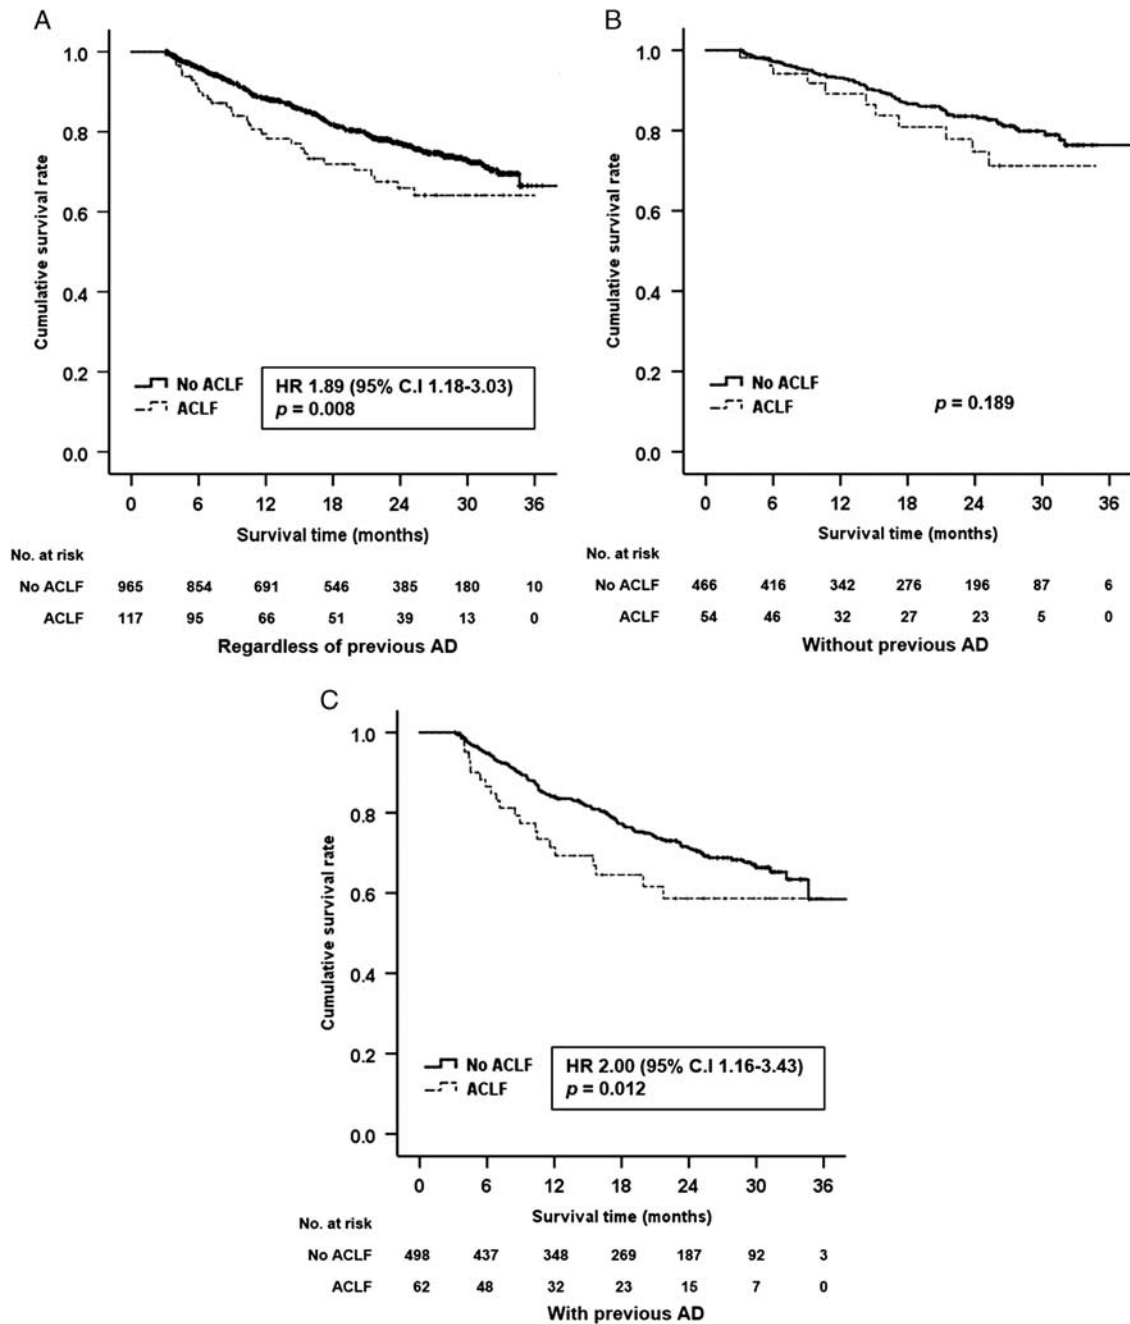 A
1.0
0.8
0.6
0.4
0.2
0.0
Cumulative survival rate
No ACLF
ACLF
HR 1.89 (95% C.I 1.18-3.03)
p = 0.008
0 6 12 18 24 30 36
Survival time (months)
No. at risk
No ACLF 965 854 691 546 385 180 10
ACLF 117 95 66 51 39 13 0
Regardless of previous AD
B
1.0
0.8
0.6
0.4
0.2
0.0
Cumulative survival rate
No ACLF
ACLF
p = 0.189
0 6 12 18 24 30 36
Survival time (months)
No. at risk
No ACLF 466 416 342 276 196 87 6
ACLF 54 46 32 27 23 5 0
Without previous AD
C
1.0
0.8
0.6
0.4
0.2
0.0
Cumulative survival rate
No ACLF
ACLF
HR 2.00 (95% C.I 1.16-3.43)
p = 0.012
0 6 12 18 24 30 36
Survival time (months)
No. at risk
No ACLF 498 437 348 269 187 92 3
ACLF 62 48 32 23 15 7 0
With previous AD